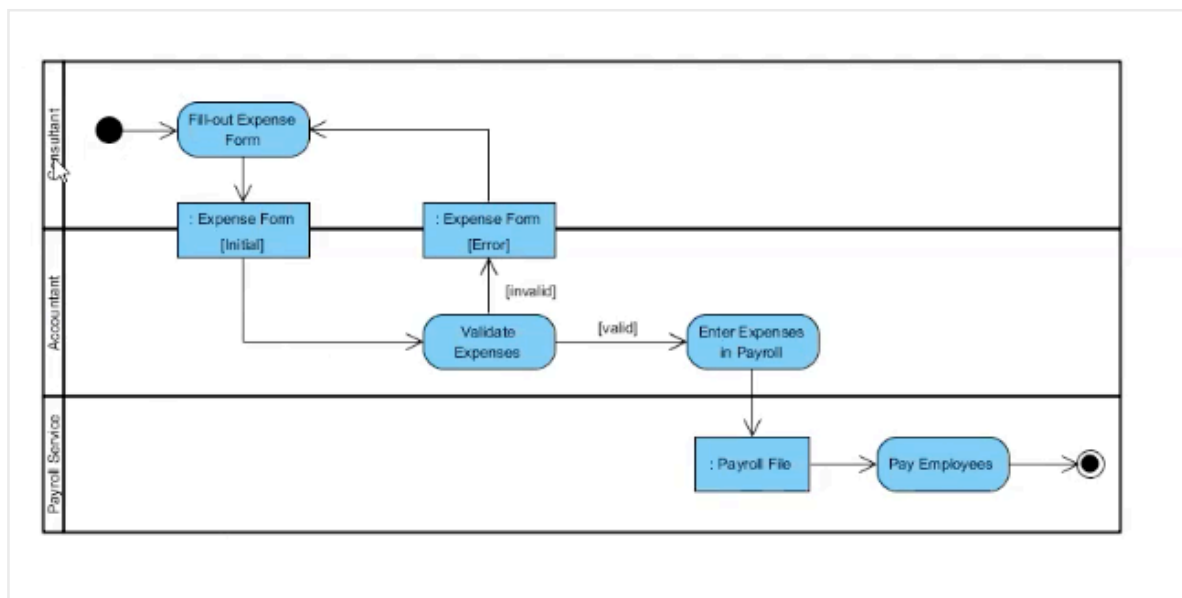 Consultant
Fill-out Expense
Form
: Expense Form
[Initial]
: Expense Form
[Error]
Accountant
[invalid]
Validate
Expenses
[valid]
Enter Expenses
in Payroll
Payroll Service
: Payroll File
Pay Employees